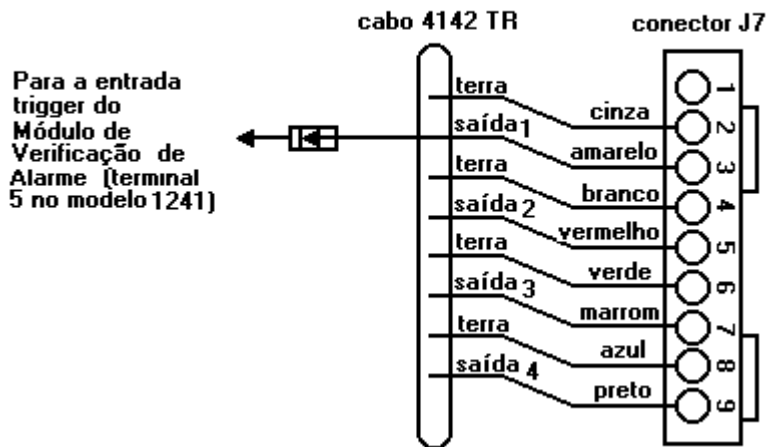 cabo 4142 TR
conector J7
Para a entrada
trigger do
Módulo de
Verificação de
Alarme (terminal
5 no modelo 1241)
terra
cinza
saída 1
amarelo
terra
branco
saída 2
vermelho
terra
verde
saída 3
marrom
terra
azul
saída 4
preto
1
2
3
4
5
6
7
8
9